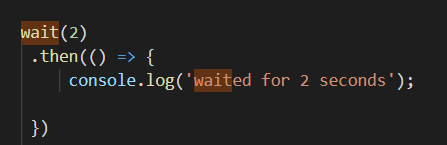 wait(2)
.then(() => {
console.log('waited for 2 seconds');
})